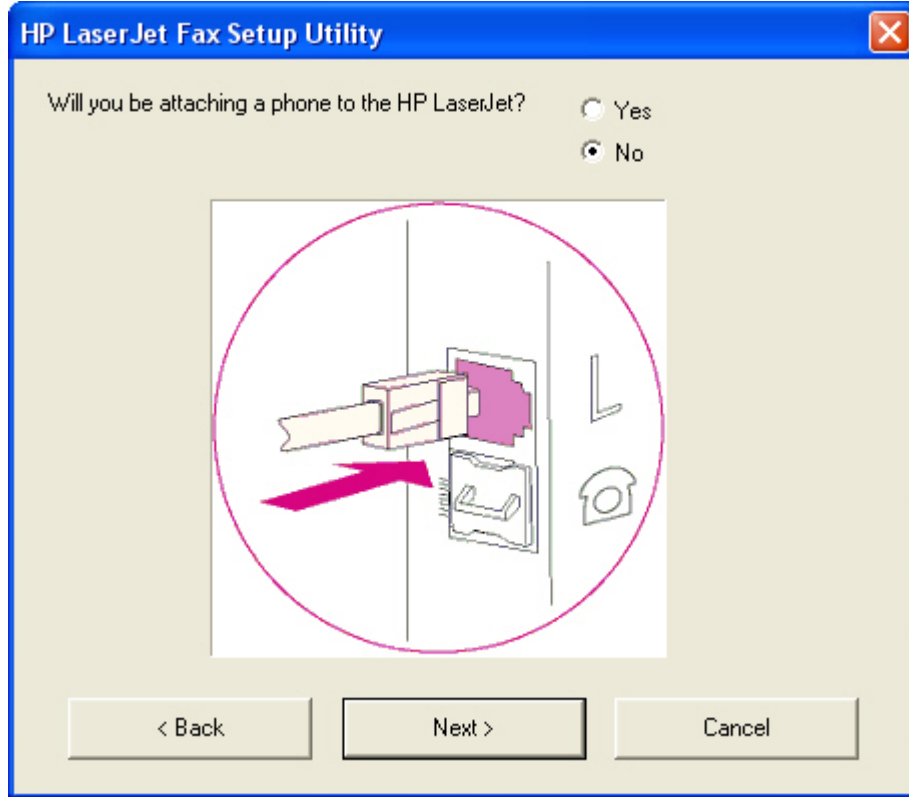 HP LaserJet Fax Setup Utility
Will you be attaching a phone to the HP LaserJet?
Yes
No
L
< Back
Next >
Cancel